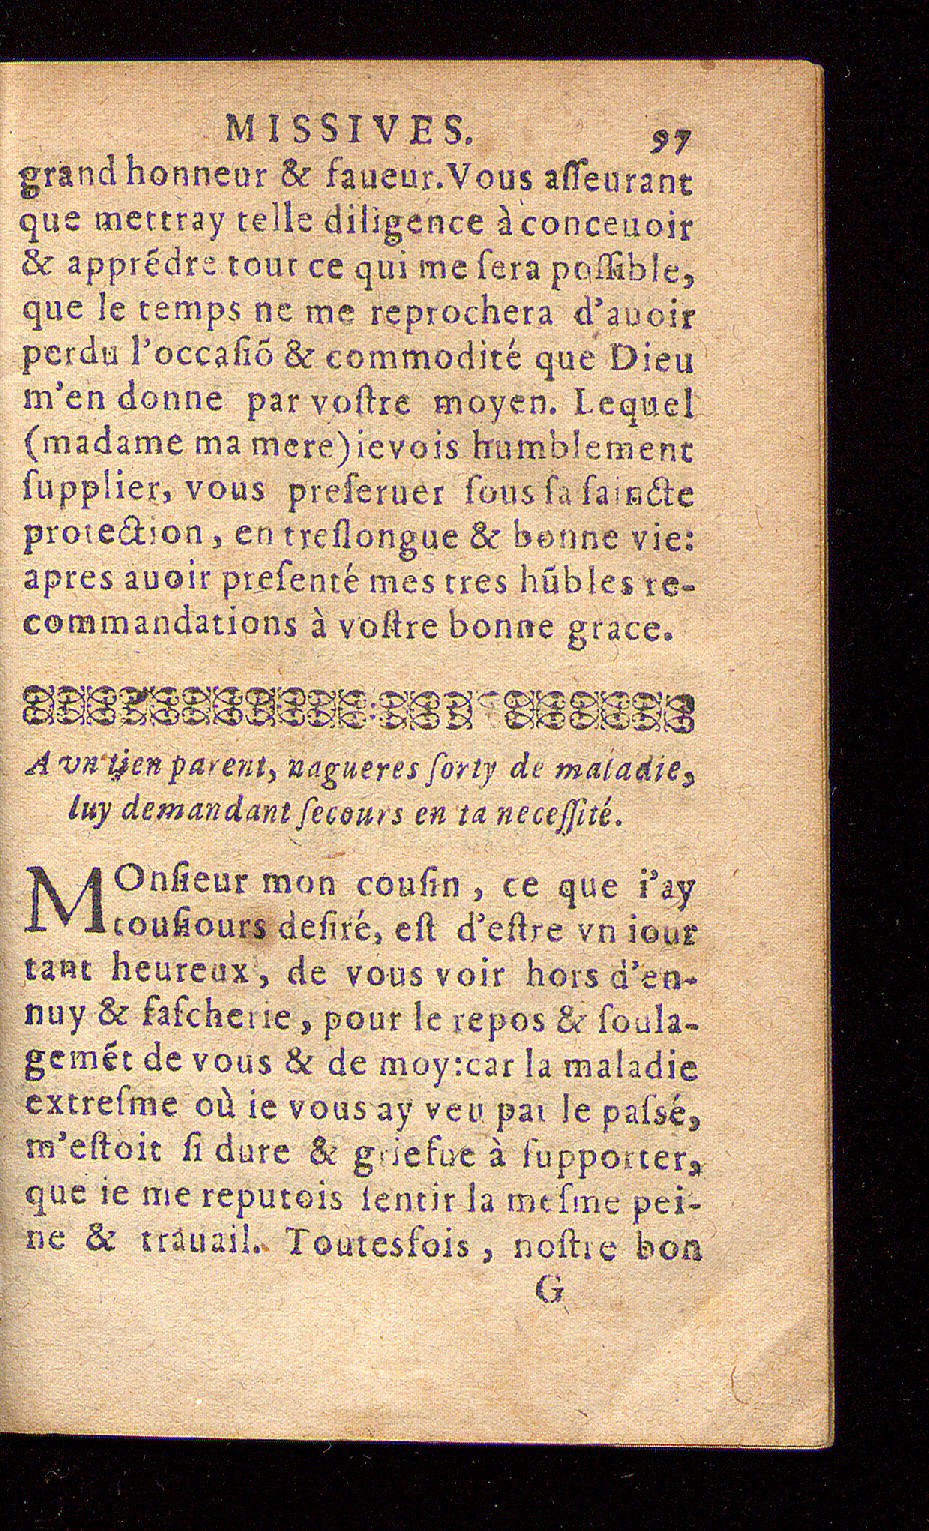 MISSIVES. 97
grand honneur & faueur.Vous aſſeurant
que mettray telle diligence à conceuoir
& apprẽdre tout ce qui me ſera poſſible,
que le temps ne me reprochera d'auoir
perdu l'occaſiõ & commodité que Dieu
m'en donne par voſtre moyen. Lequel
(madame ma mere)ievois humblement
ſupplier, vous preſeruer ſous ſa ſaincte
protection, en treſlongue & bonne vie:
apres auoir preſenté mes tres hũbles re-
commandations à voſtre bonne grace.
A vn tien parent, nagueres ſorty de maladie,
luy demandant ſecours en ta neceſſité.
MOnſieur mon couſin, ce que i'ay
touſiours deſiré, eſt d'eſtre vn iour
tant heureux, de vous voir hors d'en-
nuy & faſcherie, pour le repos & ſoula-
gemẽt de vous & de moy:car la maladie
extreſme où ie vous ay veu par le paſsé,
m'eſtoit ſi dure & griefue à ſupporter,
que ie me reputois ſentir la meſme pei-
ne & trauail. Toutesfois, noſtre bon
G